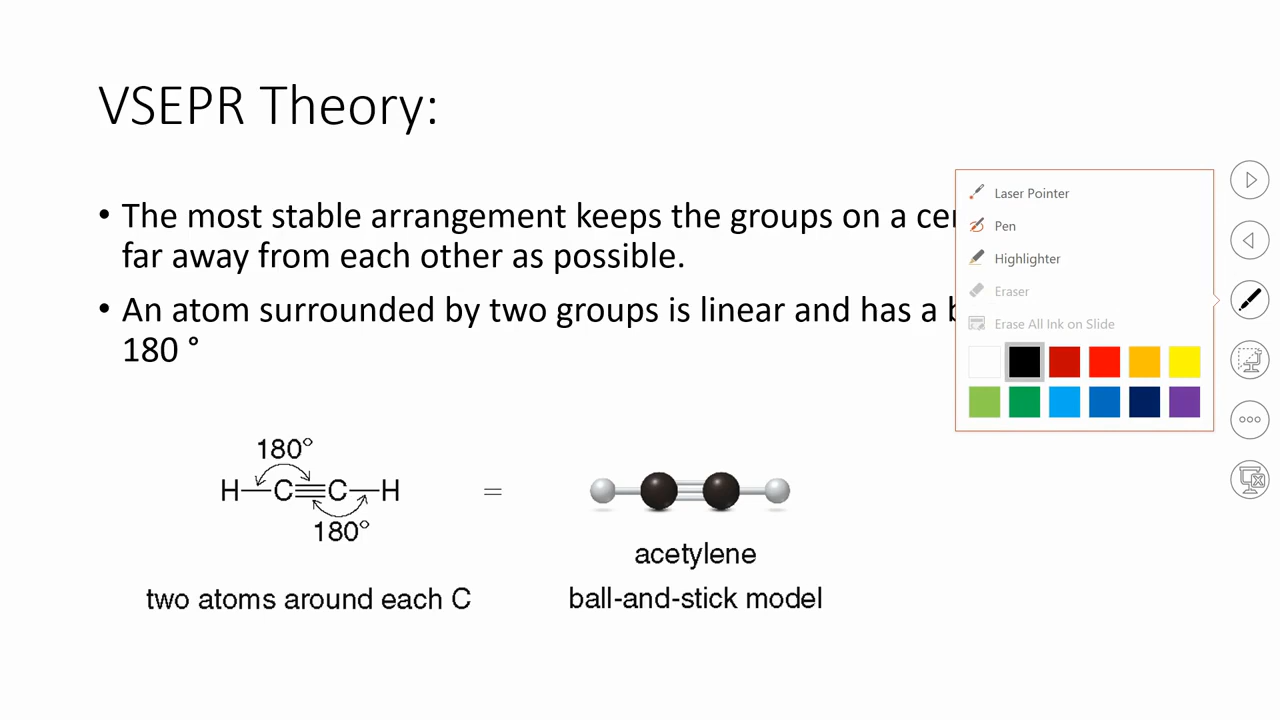 VSEPR Theory:
• The most stable arrangement keeps the groups on a
far away from each other as possible.
• An atom surrounded by two groups is linear and has a
180 °
Laser Pointer
Pen
Highlighter
Eraser
Erase All Ink on Slide
180°
H—C≡C—H
180°
=
acetylene
two atoms around each C
ball-and-stick model